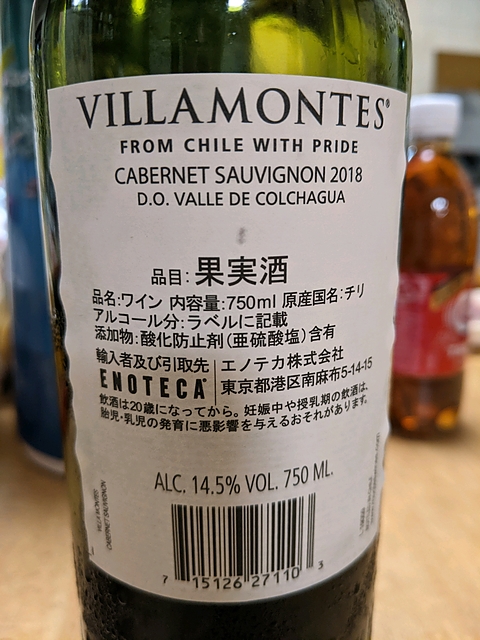 VILLAMONTES®
FROM CHILE WITH PRIDE
CABERNET SAUVIGNON 2018
D.O. VALLE DE COLCHAGUA
品目:果実酒
品名:ワイン 内容量:750ml 原産国名:チリ
アルコール分:ラベルに記載
添加物:酸化防止剤(亜硫酸塩)含有
輸入者及び引取先
ENOTECA
エノテカ株式会社
東京都港区南麻布5-14-15
飲酒は20歳になってから。妊娠中や授乳期の飲酒は、
胎児・乳児の発育に悪影響を与えるおそれがあります。
ALC. 14.5% VOL. 750 ML.
VILLAMONTES
CABERNET SAUVIGNON
7 15126 27110 3